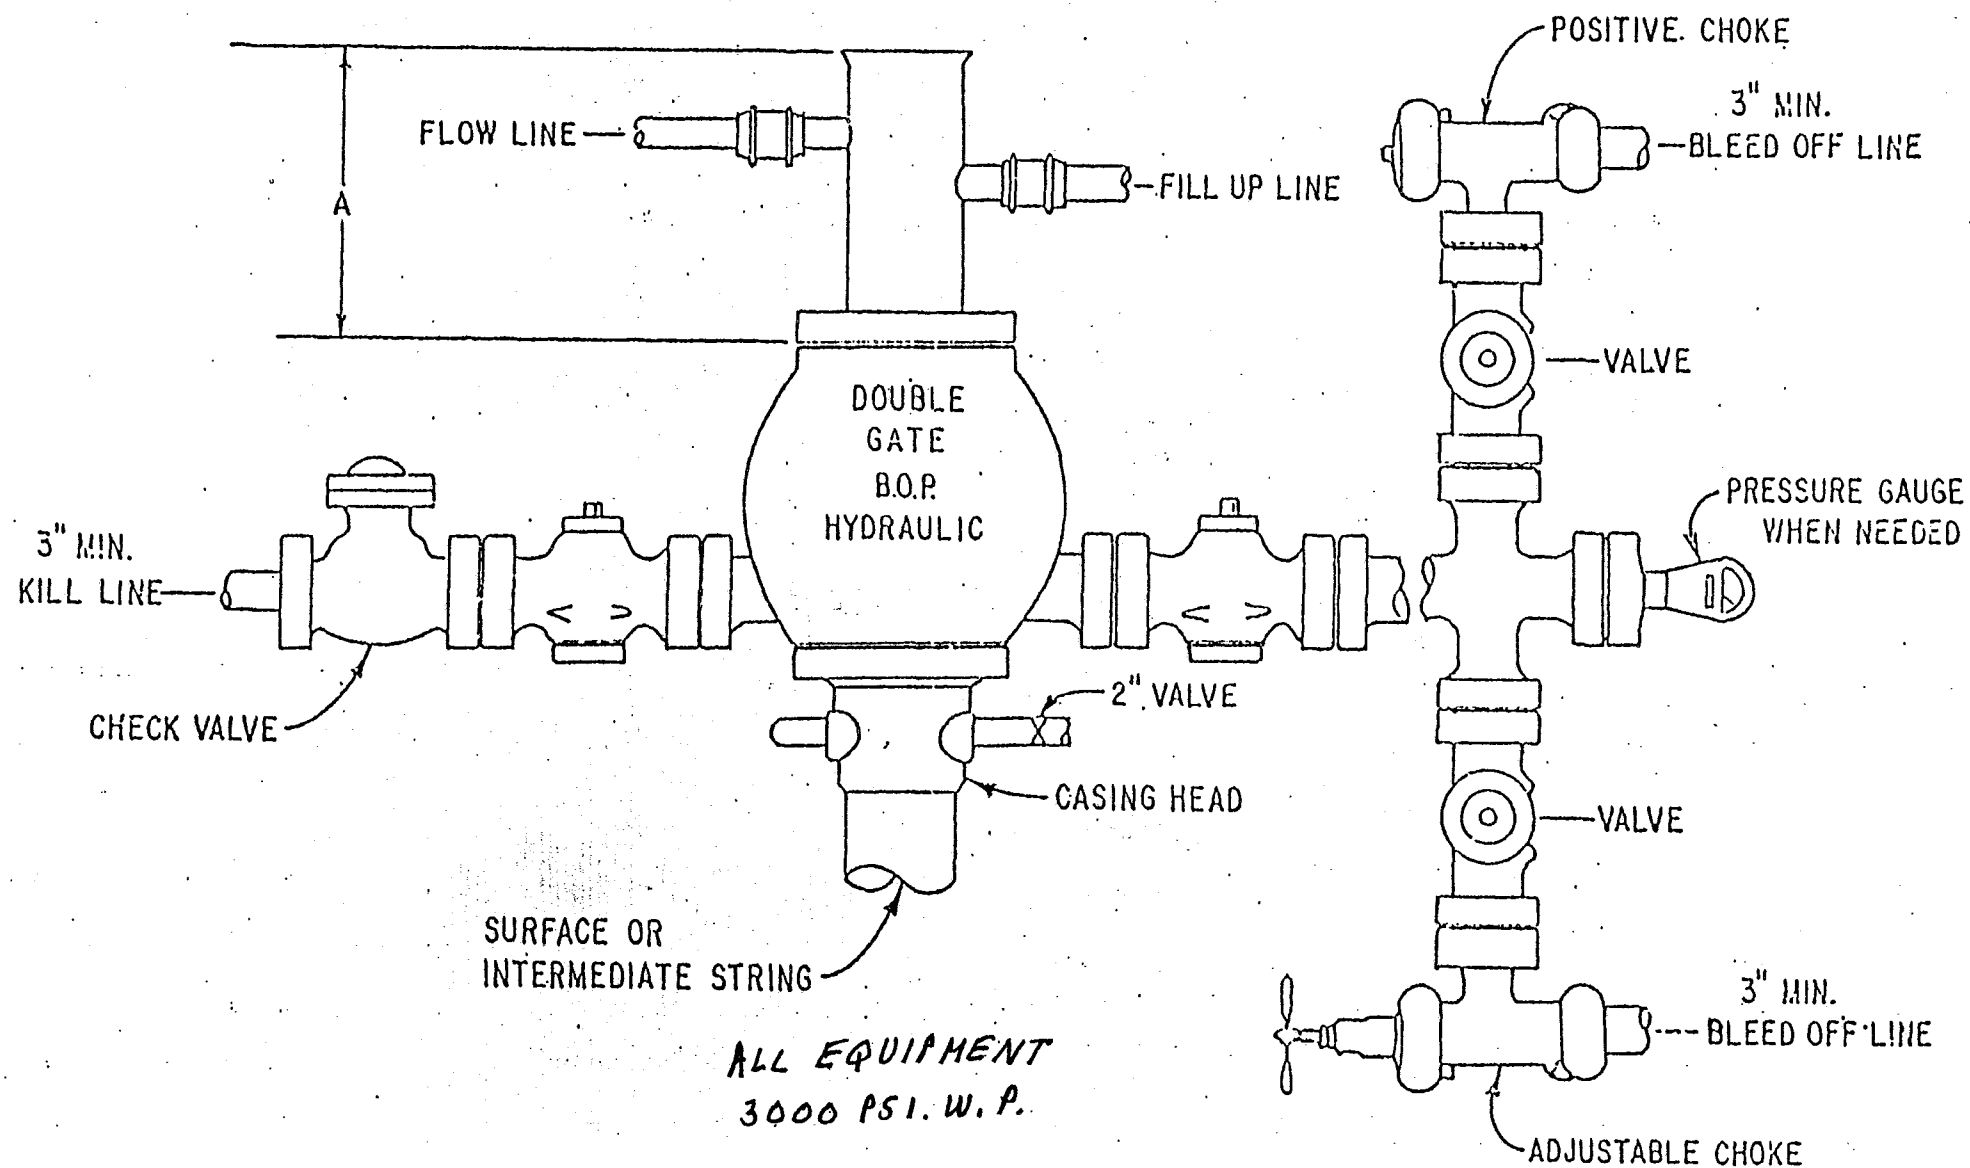 POSITIVE. CHOKE
3" MIN.
BLEED OFF LINE
FLOW LINE
FILL UP LINE
A
VALVE
DOUBLE
GATE
B.O.P.
HYDRAULIC
PRESSURE GAUGE
WHEN NEEDED
3" MIN.
KILL LINE
CHECK VALVE
2" VALVE
CASING HEAD
VALVE
SURFACE OR
INTERMEDIATE STRING
3" MIN.
BLEED OFF LINE
ALL EQUIPMENT
3000 PSI. W. P.
ADJUSTABLE CHOKE